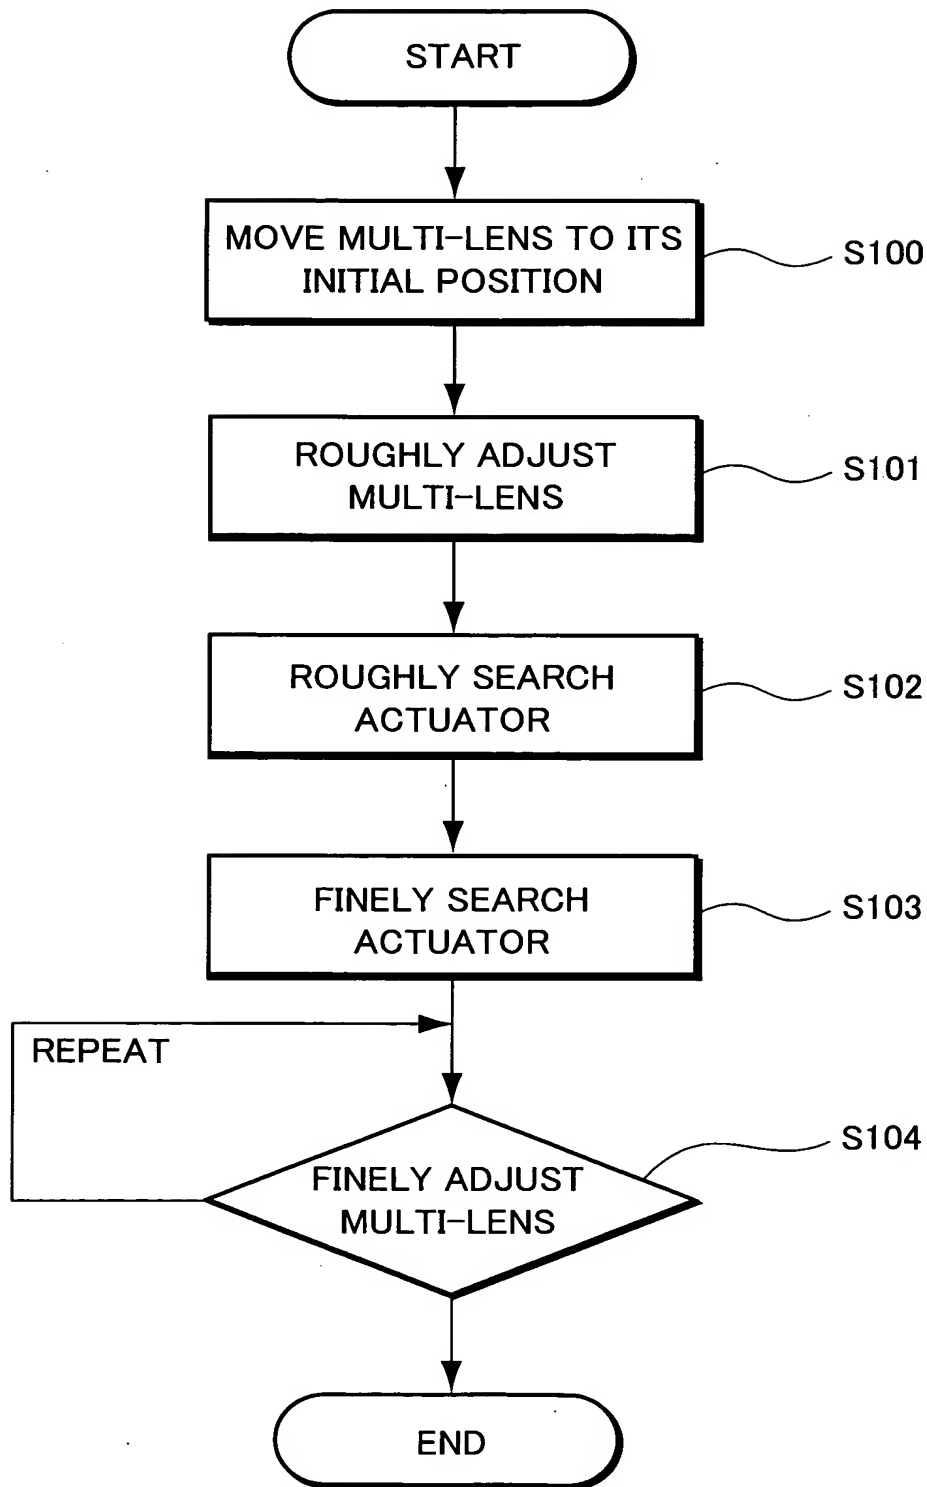 START
MOVE MULTI-LENS TO ITS
INITIAL POSITION
S100
ROUGHLY ADJUST
MULTI-LENS
S101
ROUGHLY SEARCH
ACTUATOR
S102
FINELY SEARCH
ACTUATOR
S103
REPEAT
FINELY ADJUST
MULTI-LENS
S104
END